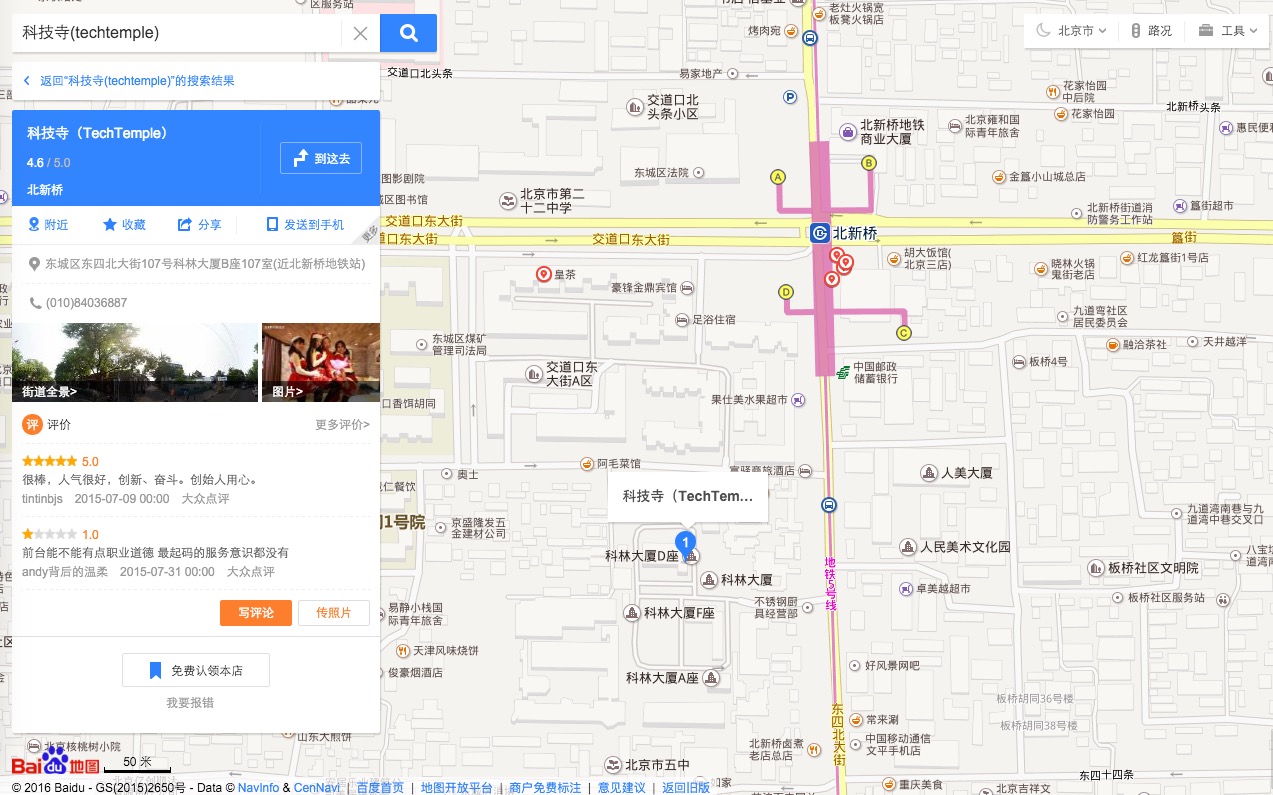 科技寺(techtemple)
返回"科技寺(techtemple)"的搜索结果
科技寺（TechTemple）
4.6 / 5.0
北新桥
到这去
附近
收藏
分享
发送到手机
更多
东城区东四北大街107号科林大厦B座107室(近北新桥地铁站)
(010)84036887
街道全景>
图片>
评 评价
更多评价>
5.0
很棒，人气很好，创新、奋斗。创始人用心。
tintinbjs 2015-07-09 00:00 大众点评
1.0
前台能不能有点职业道德 最起码的服务意识都没有
andy背后的温柔 2015-07-31 00:00 大众点评
写评论
传照片
免费认领本店
我要报错
北京市
路况
工具
区服务站
老灶火锅宽
板凳火锅店
烤肉宛
交道口北头条
易家地产
花家怡园
中后院
花家怡园
北新桥头条
交道口北
头条小区
P
北新桥地铁
商业大厦
北京雍和国
际青年旅舍
惠民便利
东城区法院
A
B
金簋小山城总店
图影剧院
区图书馆
北京市第二
十二中学
北新桥街道消
防警务工作站
簋街超市
交道口东大街
口东大街
交道口东大街
北新桥
簋街
胡大饭馆(
北京三店)
晓林火锅
鬼街老店
红龙簋街1号店
皇茶
豪锋金鼎宾馆
D
C
足浴住宿
九道弯社区
居民委员会
东城区煤矿
管理司法局
融洽茶社
天井越洋
板桥4号
交道口东
大街A区
中国邮政
储蓄银行
口香饵胡同
果仕美水果超市
奥士
阿毛菜馆
富驿商旅酒店
人美大厦
诚仁餐饮
科技寺（TechTem...
1号院
京盛隆发五
金建材公司
九道湾南巷与九
道湾中巷交叉口
1
科林大厦D座
人民美术文化园
八宝坑
道湾
科林大厦
地铁5号线
板桥社区文明院
卓美越超市
科林大厦F座
不锈钢厨
具经营部
板桥社区服务站
易静小栈国
际青年旅舍
天津风味烧饼
俊豪烟酒店
好风景网吧
科林大厦A座
板桥胡同36号楼
东四北大街
常来涮
板桥胡同38号楼
中国移动通信
文平手机店
山东大煎饼
北新桥卤煮
老店总店
北京核桃树小院
Bai du 地图
50 米
北京市五中
东四十四条
重庆美食
北京吉祥文
如家
© 2016 Baidu - GS(2015)2650号 - Data © NavInfo & CenNavi | 百度首页 | 地图开放平台 | 商户免费标注 | 意见建议 | 返回旧版